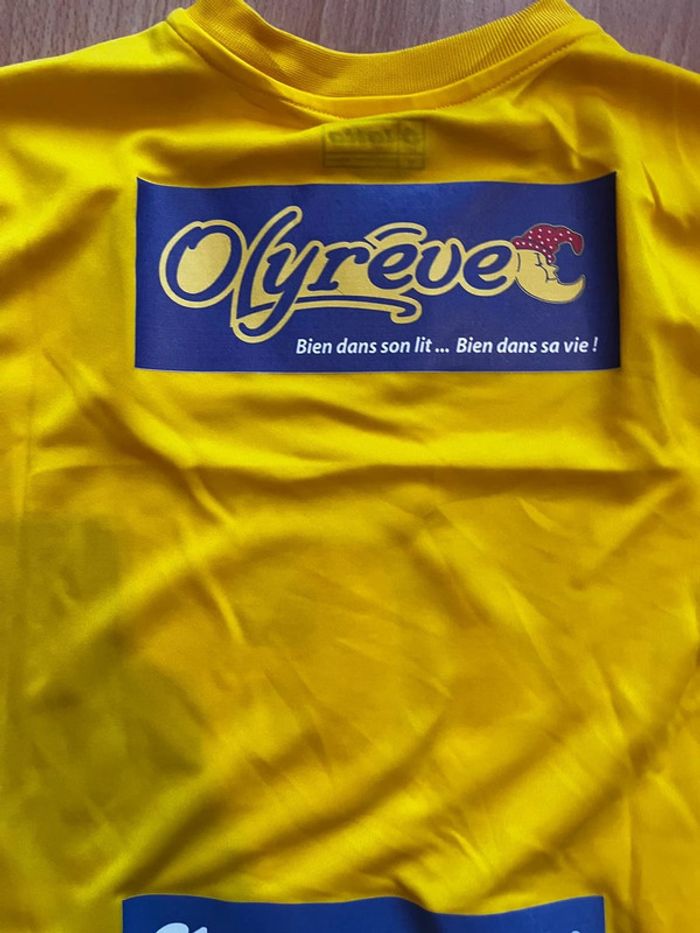 Olyrêve
Bien dans son lit ... Bien dans sa vie !